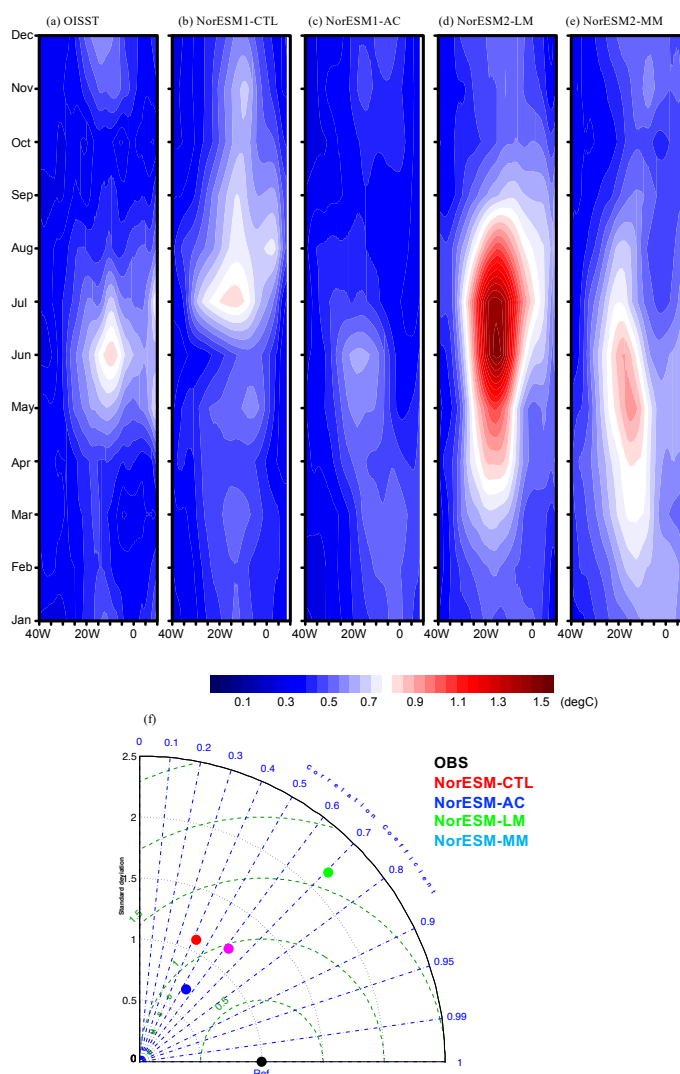 (a) OISST (b) NorESM1-CTL (c) NorESM1-AC (d) NorESM2-LM (e) NorESM2-MM
Dec
Nov
Oct
Sep
Aug
Jul
Jun
May
Apr
Mar
Feb
Jan
40W 20W 0 40W 20W 0 40W 20W 0 40W 20W 0 40W 20W 0
0.1 0.3 0.5 0.7 0.9 1.1 1.3 1.5 (degC)
(f)
OBS
NorESM-CTL
NorESM-AC
NorESM-LM
NorESM-MM
0 0.1 0.2 0.3 0.4 0.5 0.6 0.7 0.8 0.9 0.95 0.99 1
Correlation Coefficient
Standard deviation
2.5
2
1.5
1
0.5
0
1.5
1
0.5
Ref